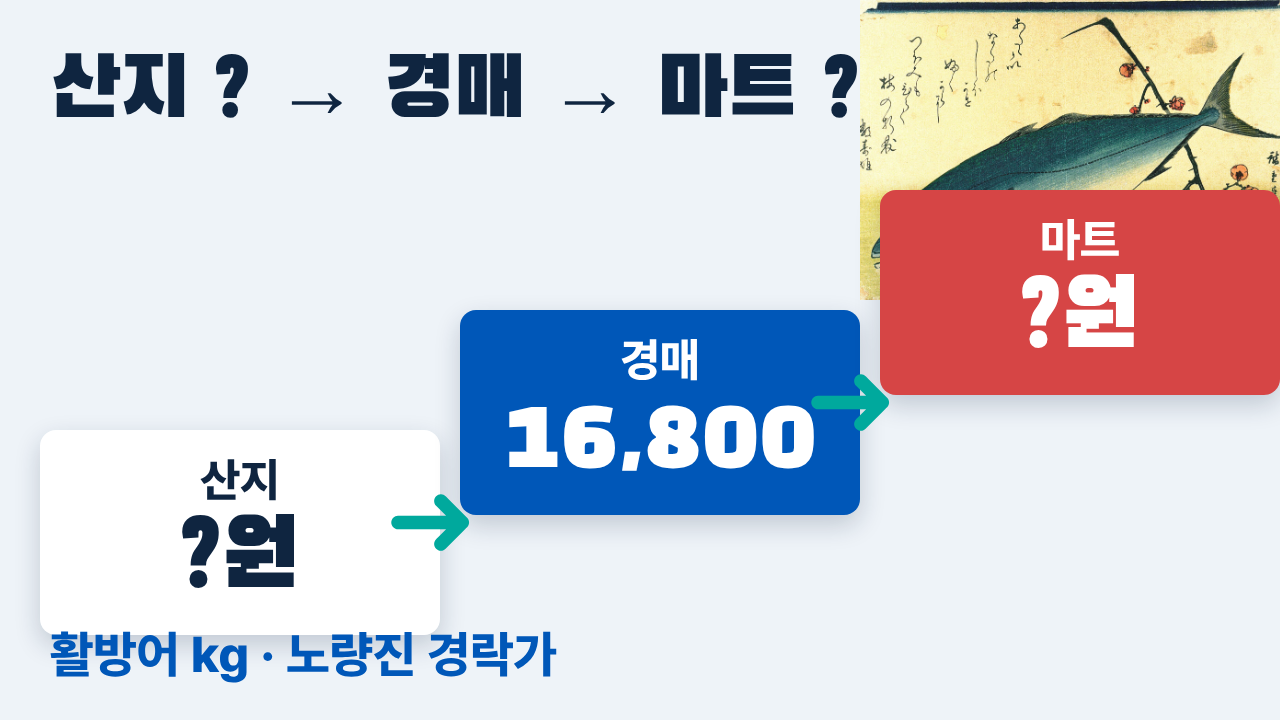 산지 ? → 경매 → 마트 ?
마트
?원
경매
16,800
산지
?원
활방어 kg · 노량진 경락가